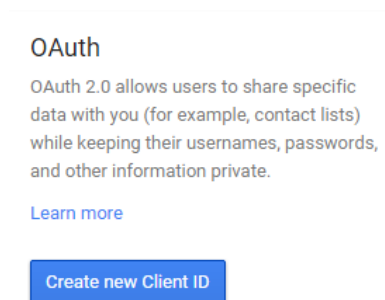 OAuth
OAuth 2.0 allows users to share specific
data with you (for example, contact lists)
while keeping their usernames, passwords,
and other information private.
Learn more
Create new Client ID